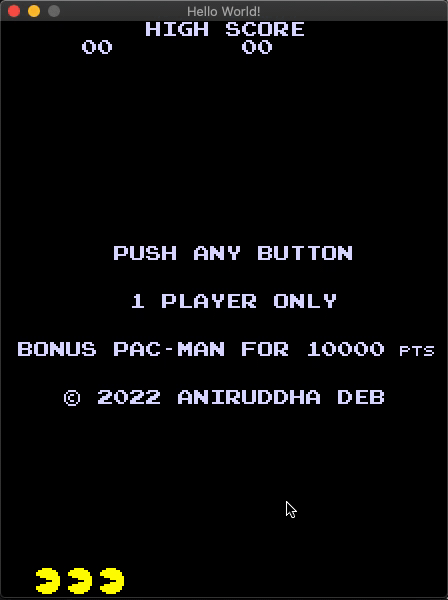 Hello World!
HIGH SCORE
00 00
PUSH ANY BUTTON
1 PLAYER ONLY
BONUS PAC-MAN FOR 10000 PTS
© 2022 ANIRUDDHA DEB